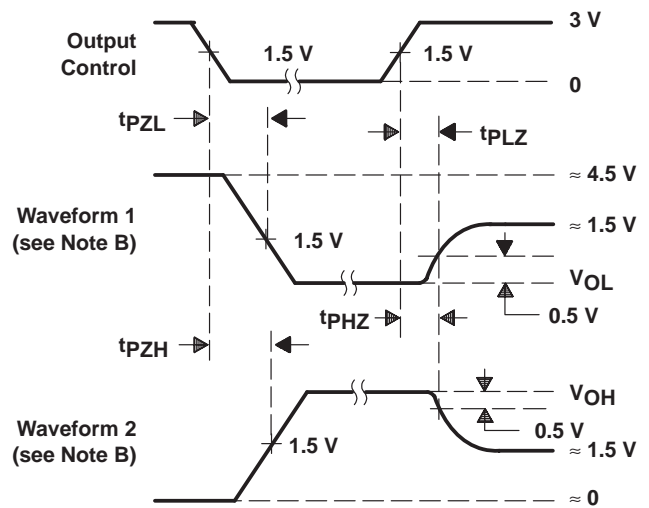 Output
Control
3 V
1.5 V
1.5 V
0
tPZL
tPLZ
≈ 4.5 V
Waveform 1
(see Note B)
1.5 V
≈ 1.5 V
VOL
0.5 V
tPHZ
tPZH
VOH
Waveform 2
(see Note B)
1.5 V
0.5 V
≈ 1.5 V
≈ 0